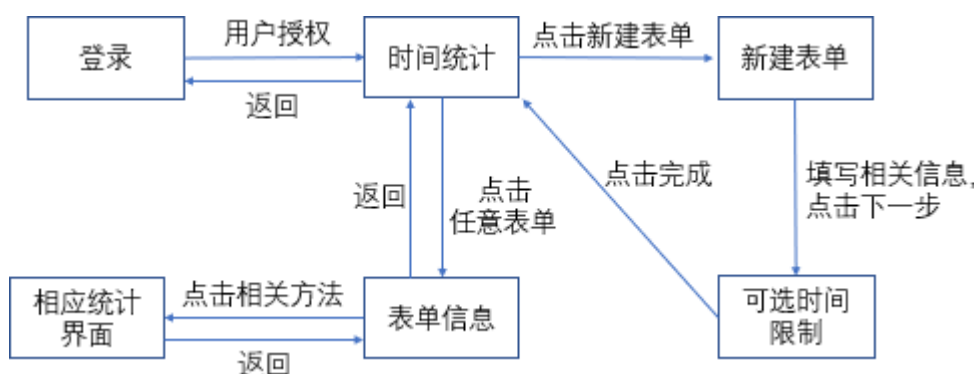 登录
用户授权
返回
时间统计
点击新建表单
新建表单
返回
点击
任意表单
点击完成
填写相关信息,
点击下一步
相应统计
界面
点击相关方法
返回
表单信息
可选时间
限制